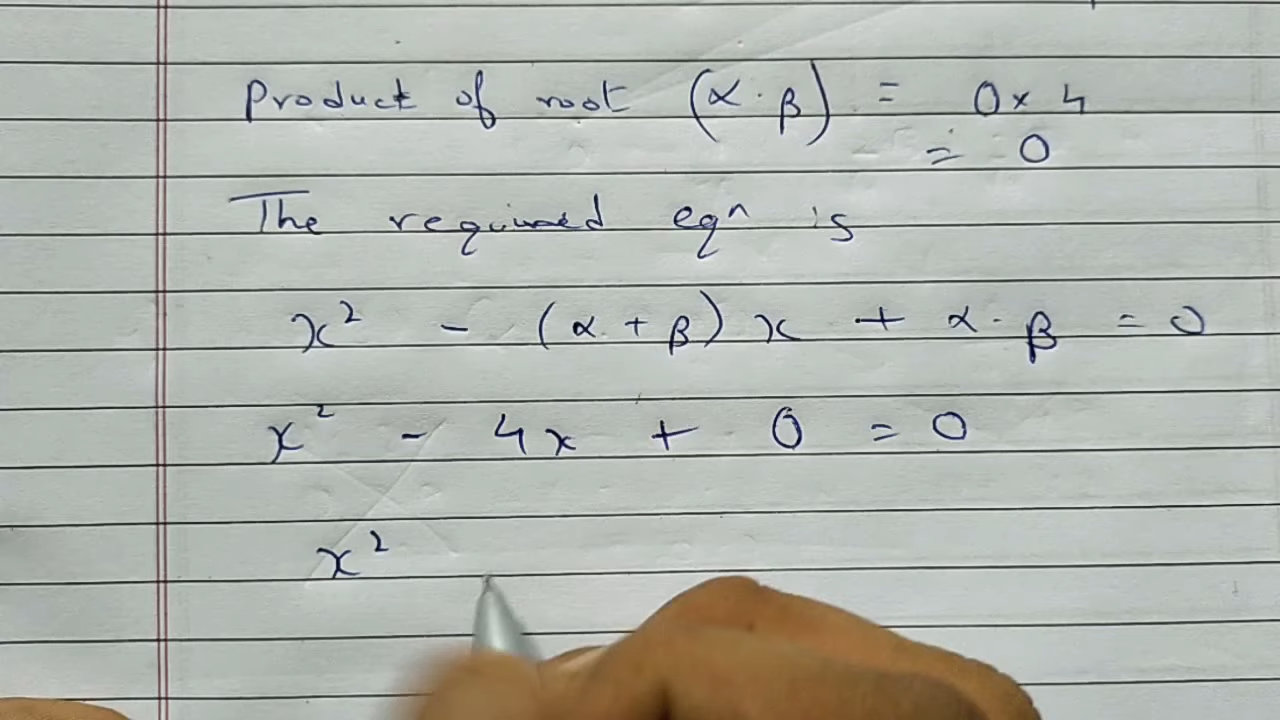 Product of root (α · β) = 0 × 4
= 0
The required eqn is
x² - (α + β) x + α · β = 0
x² - 4x + 0 = 0
x²